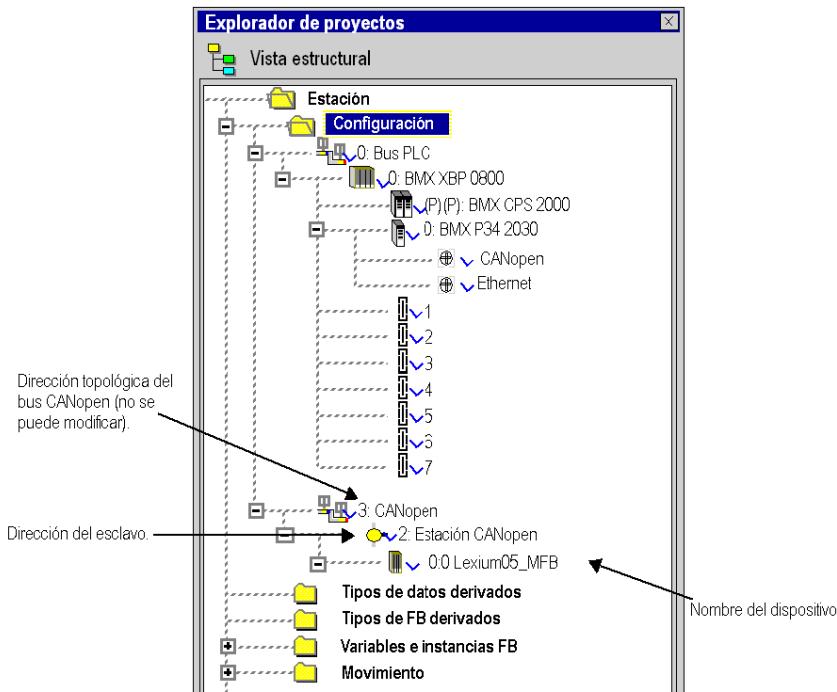 Explorador de proyectos
Vista estructural
Estación
Configuración
0: Bus PLC
0: BMX XBP 0800
(P) (P): BMX CPS 2000
0: BMX P34 2030
CANopen
Ethernet
1
2
3
4
5
6
7
Dirección topológica del
bus CANopen (no se
puede modificar).
3: CANopen
Dirección del esclavo.
2: Estación CANopen
0:0 Lexium05_MFB
Nombre del dispositivo
Tipos de datos derivados
Tipos de FB derivados
Variables e instancias FB
Movimiento